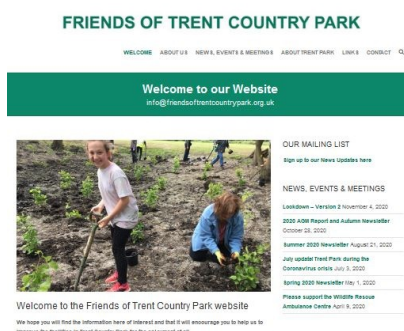 FRIENDS OF TRENT COUNTRY PARK
WELCOME ABOUT US NEWS, EVENTS & MEETINGS ABOUT TRENT PARK LINKS CONTACT
Welcome to our Website
info@friendsoftrentcountrypark.org.uk
OUR MAILING LIST
Sign up to our News Updates here
NEWS, EVENTS & MEETINGS
Lookdown – Version 2 November 4, 2020
2020 AGM Report and Autumn Newsletter
October 28, 2020
Summer 2020 Newsletter August 21, 2020
July update Trent Park during the
Coronavirus crisis July 3, 2020
Spring 2020 Newsletter May 1, 2020
Please support the Wildlife Rescue
Ambulance Centre April 9, 2020
Welcome to the Friends of Trent Country Park website
We hope you will find the information here of interest and that it will encourage you to help us to